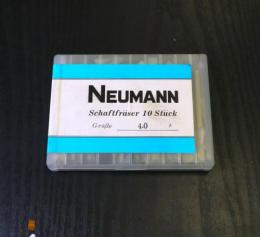 NEUMANN
Schaftfräser 10 Stück
Größe 4.0